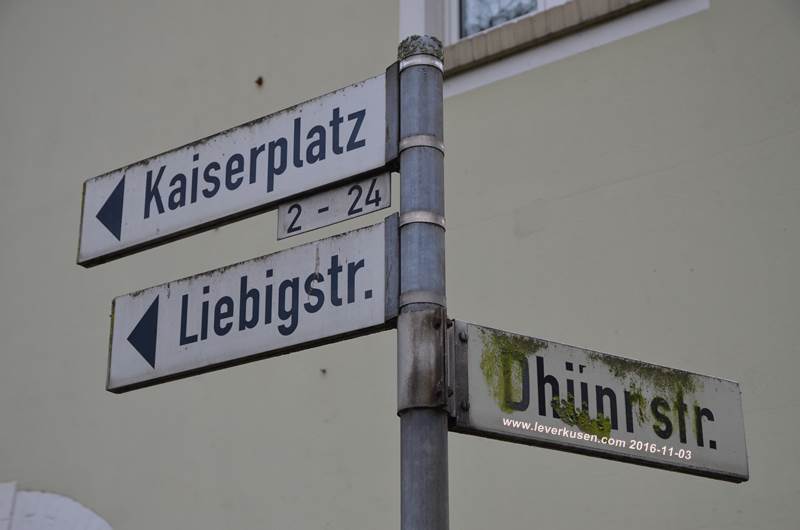 Kaiserplatz
2 - 24
Liebigstr.
Dhünnstr.
www.leverkusen.com 2016-11-03